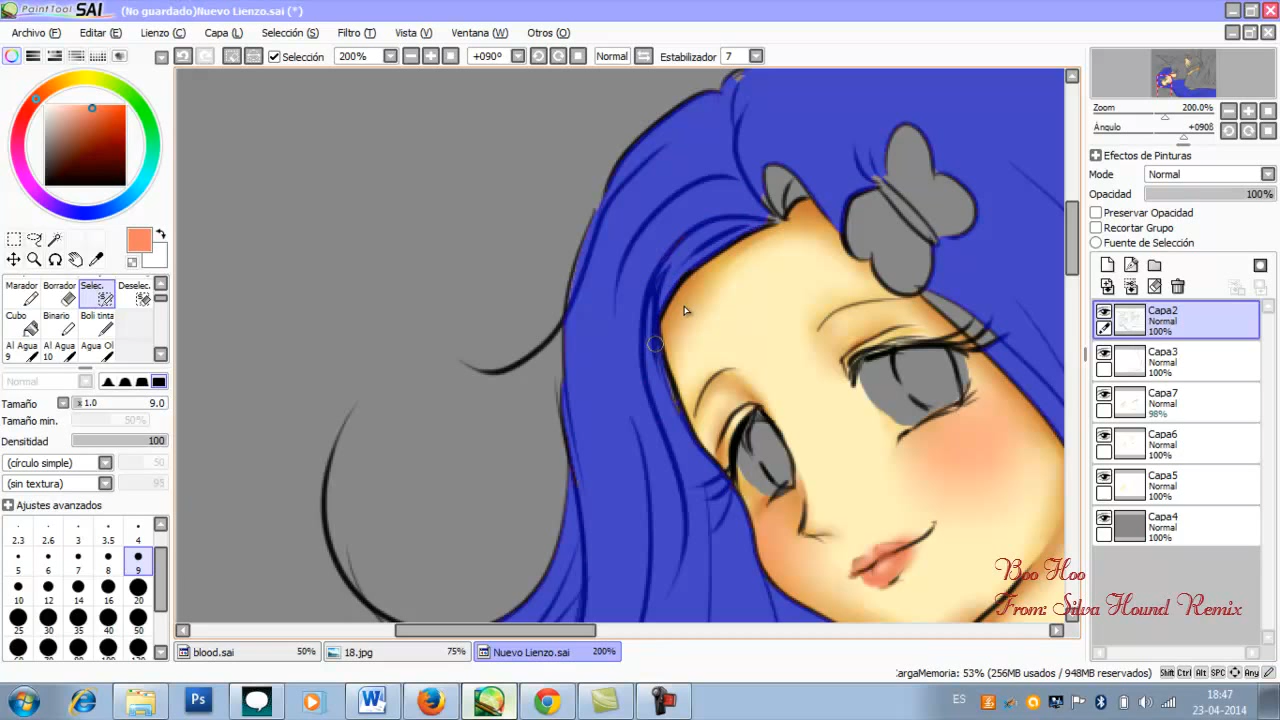 PaintTool SAI (No guardado)Nuevo Lienzo.sai (*)
Archivo (F) Editar (E) Lienzo (C) Capa (L) Selección (S) Filtro (T) Vista (V) Ventana (W) Otros (O)
Selección 200% +090º Normal Estabilizador 7
Zoom 200.0%
Ángulo +090ß
Efectos de Pinturas
Modo Normal
Opacidad 100%
Preservar Opacidad
Recortar Grupo
Fuente de Selección
Marador Borrador Selec. Deselec.
Cubo Binario Boli tinta
Al Agua 9 Al Agua 10 Agua Ol
Normal
Tamaño x 1.0 9.0
Tamaño min. 50%
Densidad 100
(círculo simple) 50
(sin textura) 95
Ajustes avanzados
2.3 2.6 3 3.5 4
5 6 7 8 9
10 12 14 16 20
25 30 35 40 50
Capa2
Normal
100%
Capa3
Normal
100%
Capa7
Normal
98%
Capa6
Normal
100%
Capa5
Normal
100%
Capa4
Normal
100%
Boo Hoo
From: Silva Hound Remix
blood.sai 50% 18.jpg 75% Nuevo Lienzo.sai 200%
CargaMemoria: 53% (256MB usados / 948MB reservados) Shift Ctrl Alt SPC Any
Ps W ES 18:47
23-04-2014